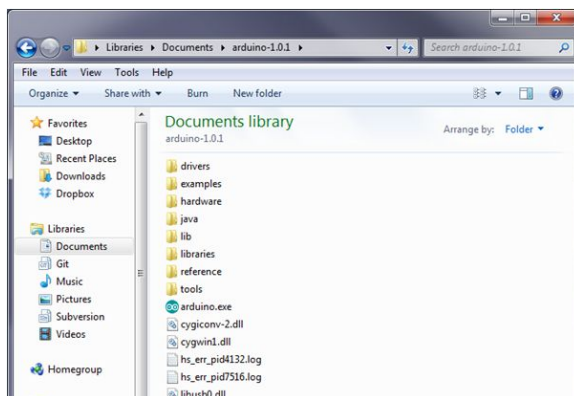 Libraries Documents arduino-1.0.1
Search arduino-1.0.1
File Edit View Tools Help
Organize Share with Burn New folder
Favorites
Desktop
Recent Places
Downloads
Dropbox
Libraries
Documents
Git
Music
Pictures
Subversion
Videos
Homegroup
Documents library
arduino-1.0.1
Arrange by: Folder
drivers
examples
hardware
java
lib
libraries
reference
tools
arduino.exe
cygiconv-2.dll
cygwin1.dll
hs_err_pid4132.log
hs_err_pid7516.log
libusb0.dll